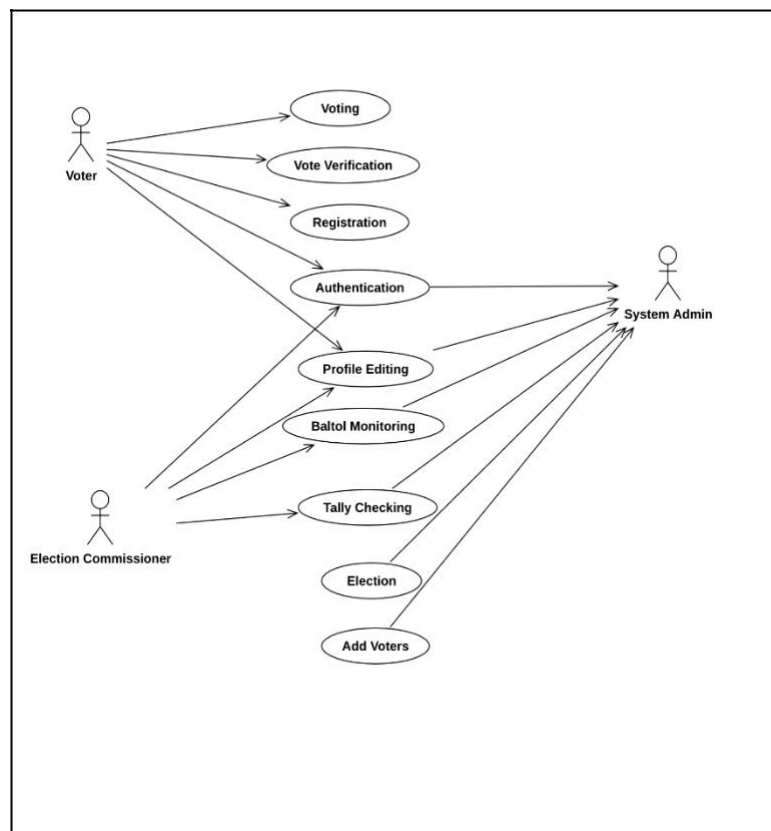 Voting
Voter
Vote Verification
Registration
Authentication
System Admin
Profile Editing
Baltol Monitoring
Tally Checking
Election Commissioner
Election
Add Voters